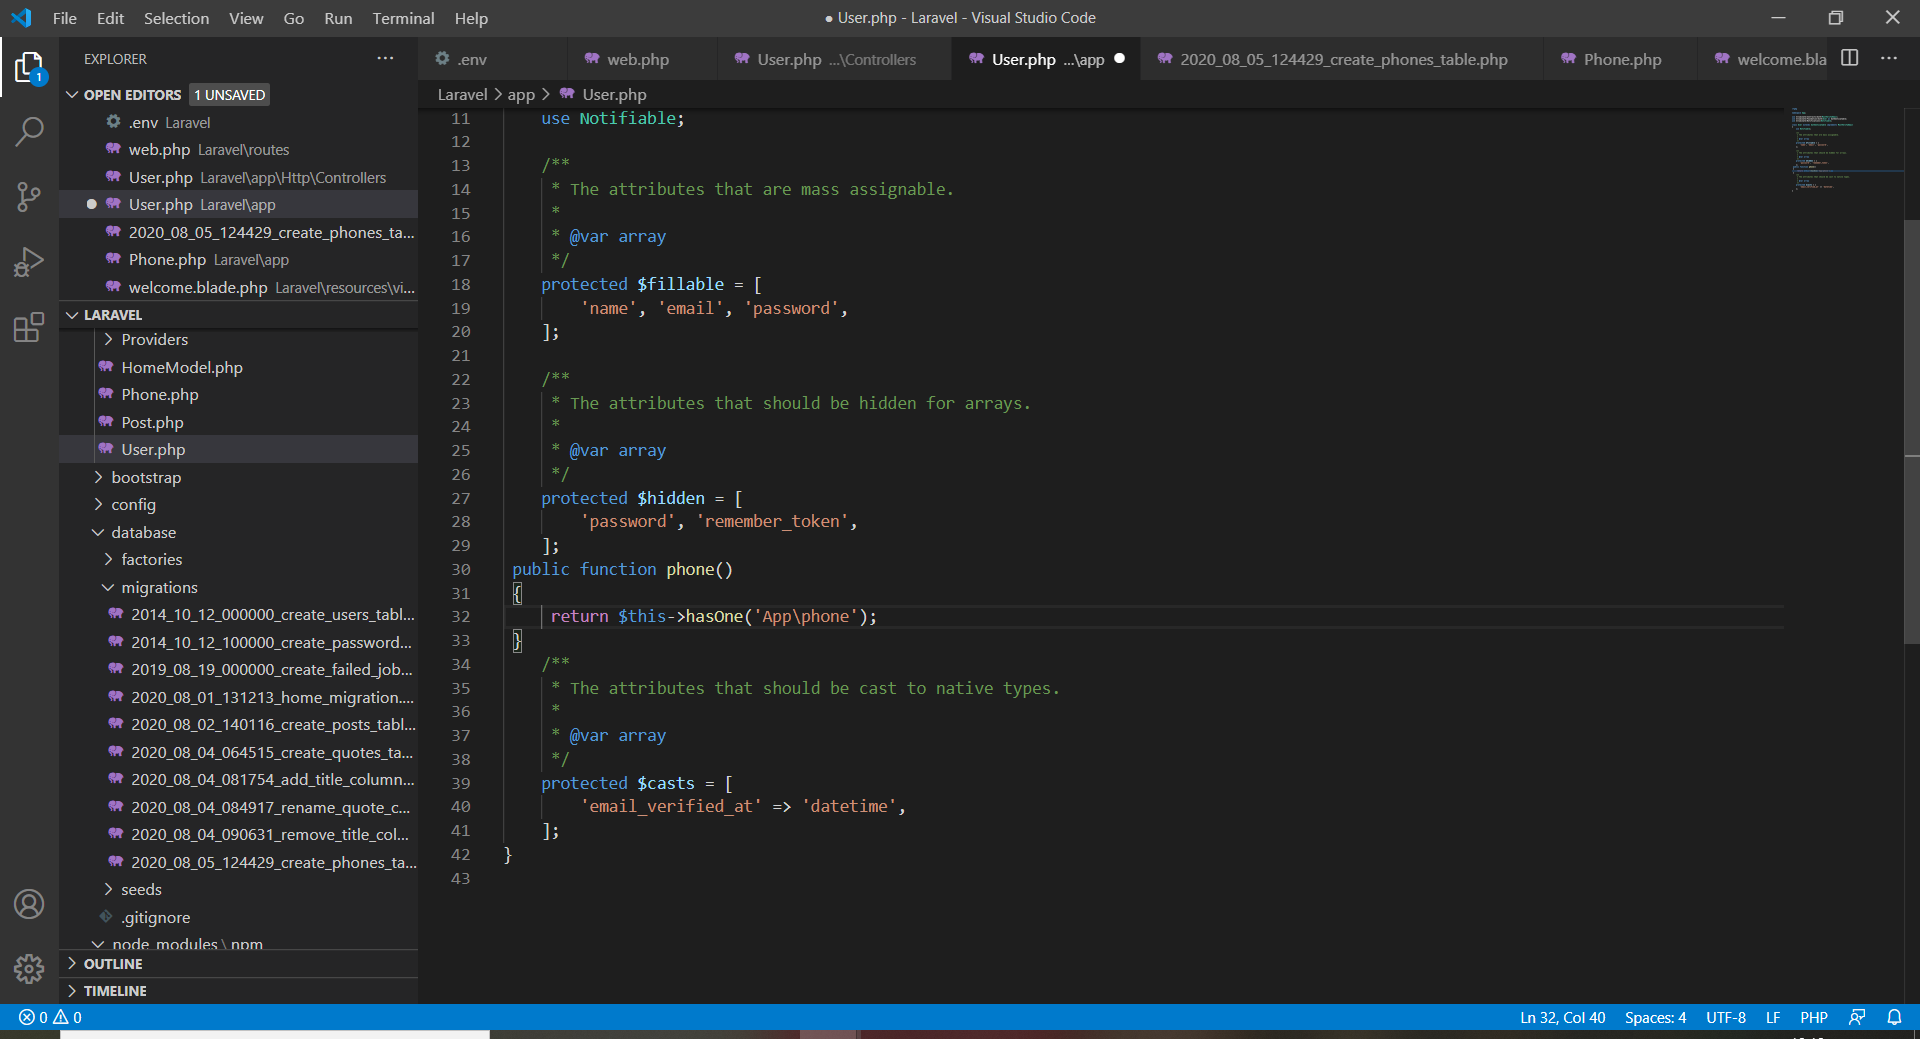 File Edit Selection View Go Run Terminal Help
● User.php - Laravel - Visual Studio Code
EXPLORER
OPEN EDITORS 1 UNSAVED
.env Laravel
web.php Laravel\routes
User.php Laravel\app\Http\Controllers
User.php Laravel\app
2020_08_05_124429_create_phones_ta...
Phone.php Laravel\app
welcome.blade.php Laravel\resources\vi...
LARAVEL
Providers
HomeModel.php
Phone.php
Post.php
User.php
bootstrap
config
database
factories
migrations
2014_10_12_000000_create_users_tabl...
2014_10_12_100000_create_password...
2019_08_19_000000_create_failed_job...
2020_08_01_131213_home_migration....
2020_08_02_140116_create_posts_tabl...
2020_08_04_064515_create_quotes_ta...
2020_08_04_081754_add_title_column...
2020_08_04_084917_rename_quote_c...
2020_08_04_090631_remove_title_col...
2020_08_05_124429_create_phones_ta...
seeds
.gitignore
node_modules \ npm
OUTLINE
TIMELINE
1
.env
web.php
User.php ...\Controllers
User.php ...\app
2020_08_05_124429_create_phones_table.php
Phone.php
welcome.bla
Laravel > app > User.php
11 use Notifiable;
12
13 /**
14 * The attributes that are mass assignable.
15 *
16 * @var array
17 */
18 protected $fillable = [
19 'name', 'email', 'password',
20 ];
21
22 /**
23 * The attributes that should be hidden for arrays.
24 *
25 * @var array
26 */
27 protected $hidden = [
28 'password', 'remember_token',
29 ];
30 public function phone()
31 {
32 return $this->hasOne('App\phone');
33 }
34 /**
35 * The attributes that should be cast to native types.
36 *
37 * @var array
38 */
39 protected $casts = [
40 'email_verified_at' => 'datetime',
41 ];
42 }
43
0 0
Ln 32, Col 40 Spaces: 4 UTF-8 LF PHP